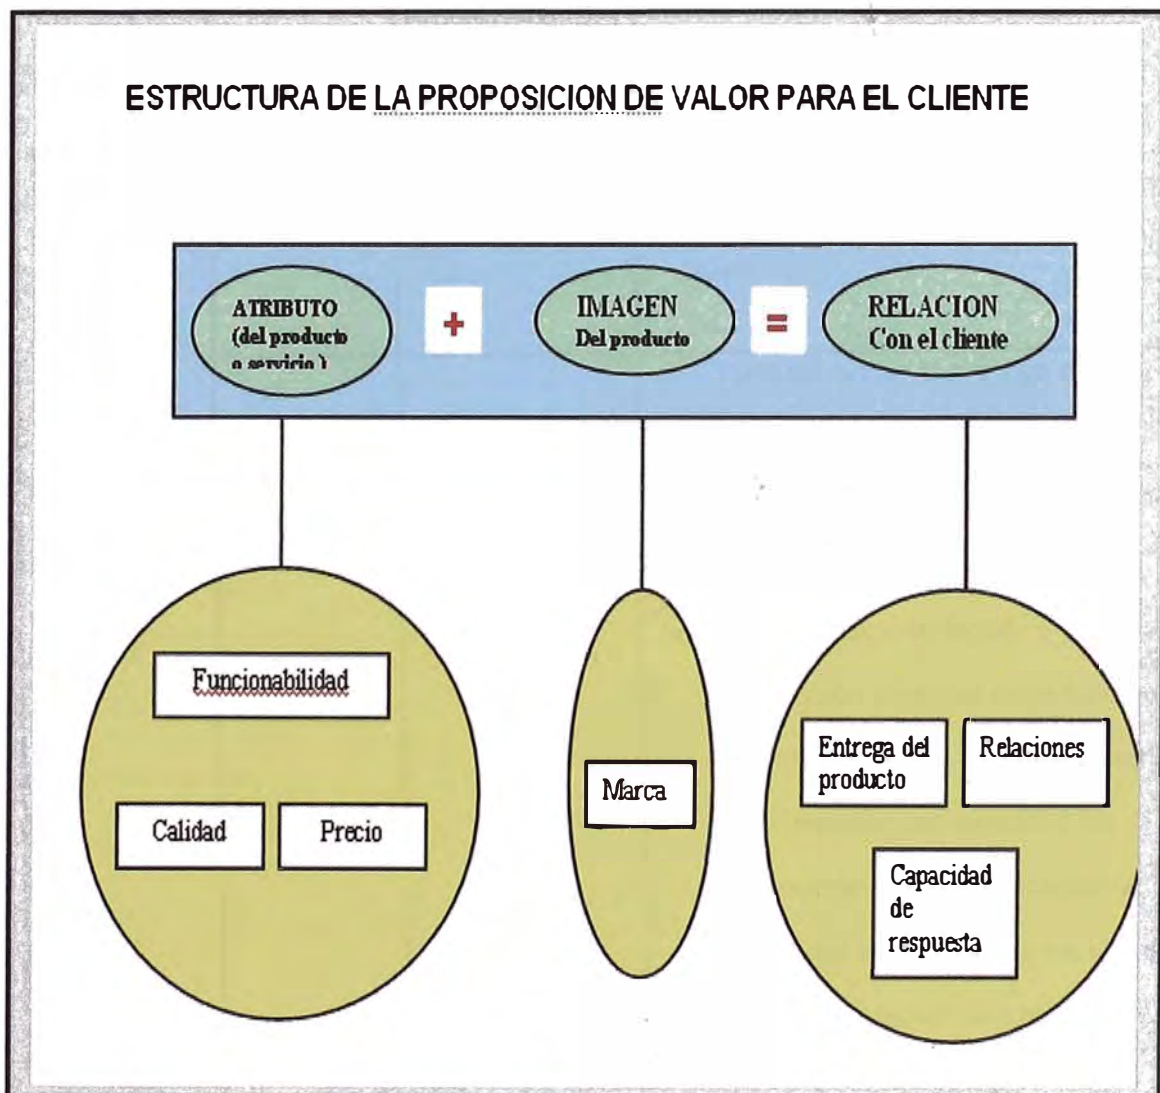 ESTRUCTURA DE LA PROPOSICION DE VALOR PARA EL CLIENTE
ATRIBUTO
(del producto
o servicio)
+
IMAGEN
Del producto
=
RELACION
Con el cliente
Funcionabilidad
Calidad
Precio
Marca
Entrega del
producto
Relaciones
Capacidad
de
respuesta